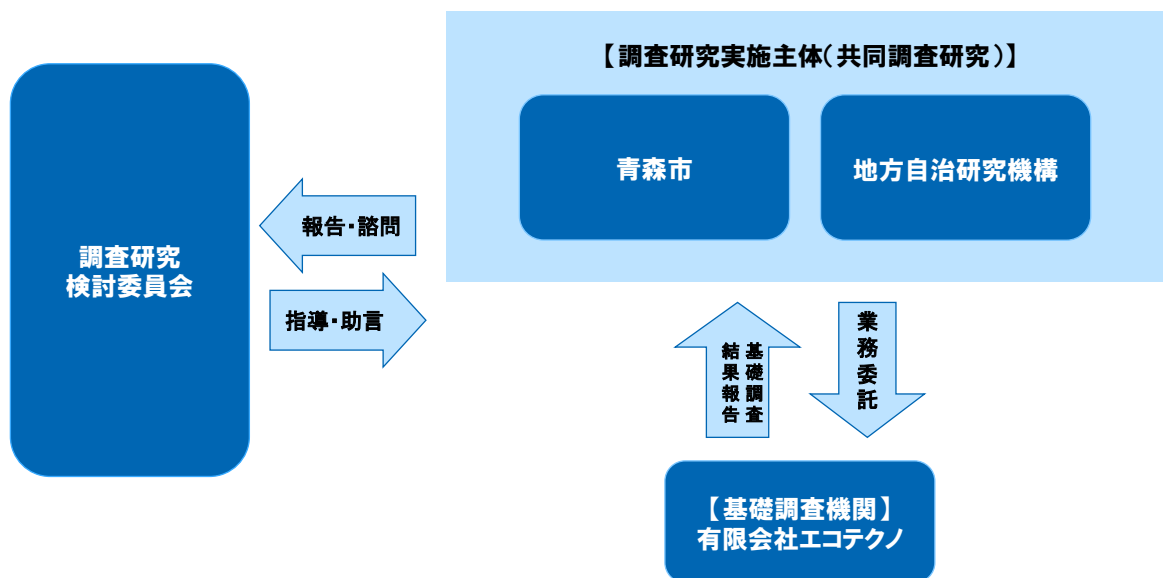 【調査研究実施主体(共同調査研究)】
青森市
地方自治研究機構
報告・諮問
調査研究
検討委員会
指導・助言
基礎調査
結果報告
業務委託
【基礎調査機関】
有限会社エコテクノ